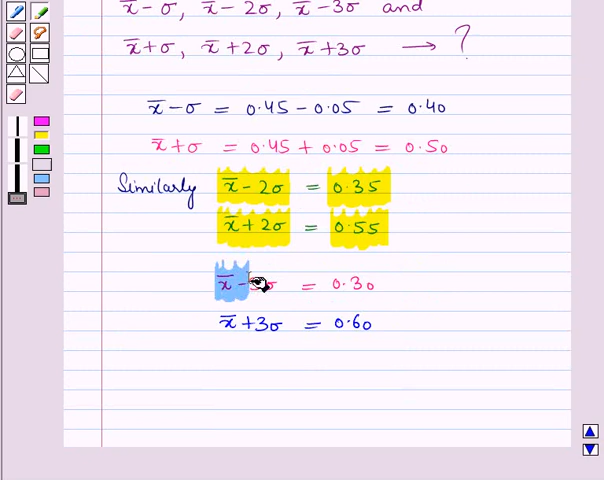 x̄ - σ, x̄ - 2σ, x̄ - 3σ and
x̄ + σ, x̄ + 2σ, x̄ + 3σ → ?
x̄ - σ = 0.45 - 0.05 = 0.40
x̄ + σ = 0.45 + 0.05 = 0.50
Similarly x̄ - 2σ = 0.35
x̄ + 2σ = 0.55
x̄ - 3σ = 0.30
x̄ + 3σ = 0.60